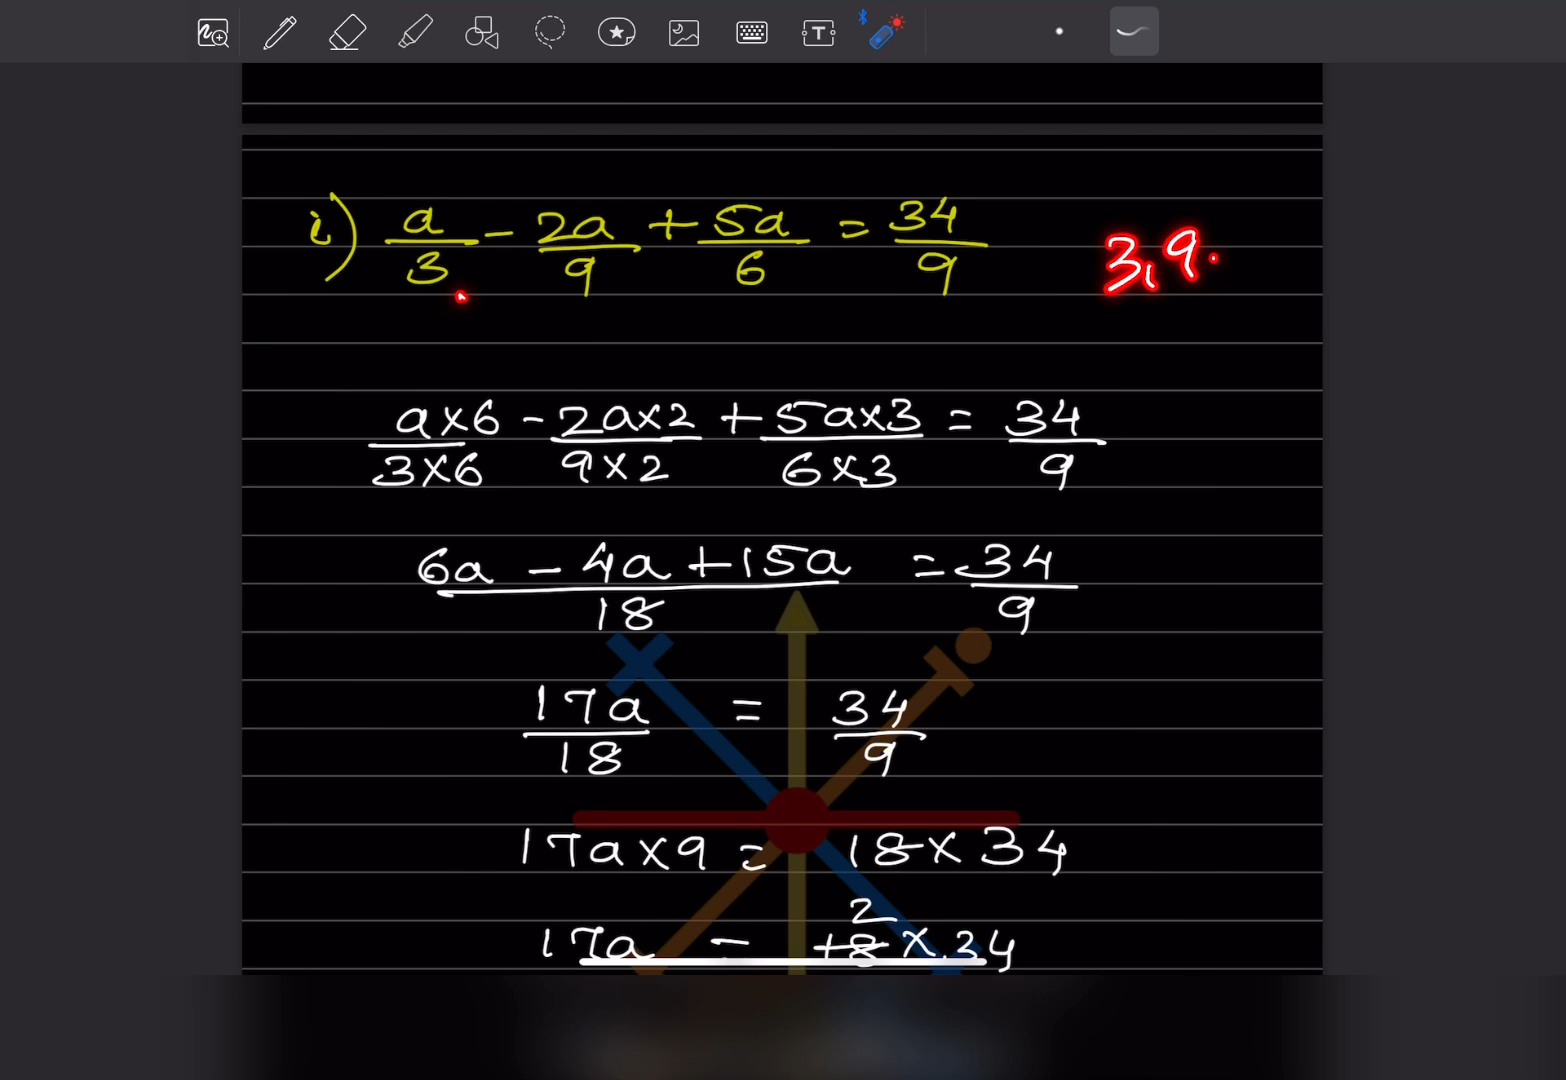 i) a/3 - 2a/9 + 5a/6 = 34/9 3,9.
a×6/3×6 - 2a×2/9×2 + 5a×3/6×3 = 34/9
6a - 4a + 15a/18 = 34/9
17a/18 = 34/9
17a×9 = 18×34
2
17a = 18×34